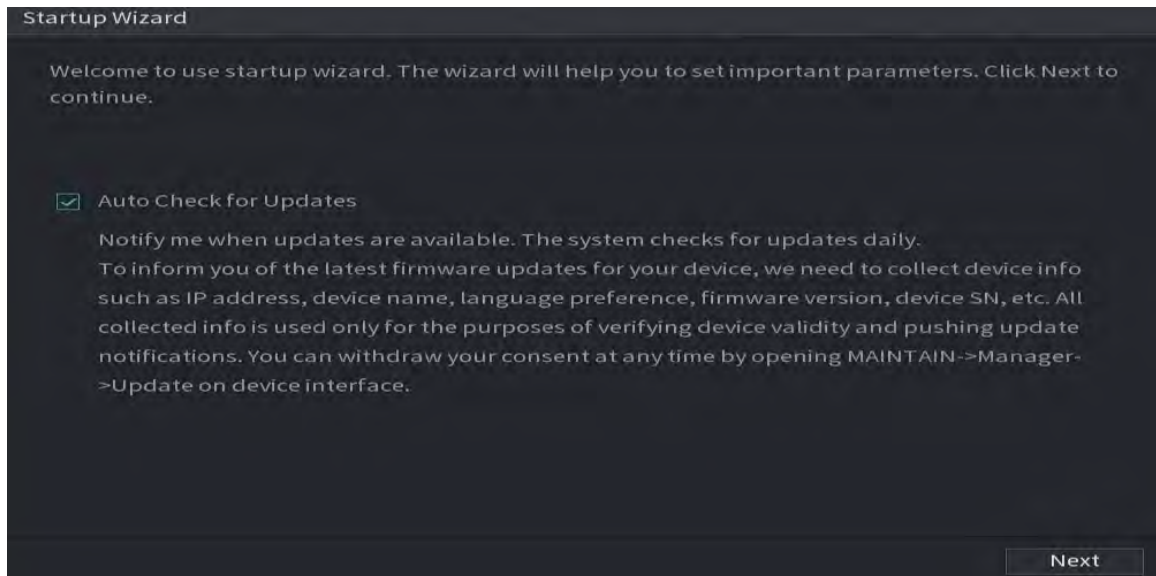 Startup Wizard
Welcome to use startup wizard. The wizard will help you to set important parameters. Click Next to
continue.
Auto Check for Updates
Notify me when updates are available. The system checks for updates daily.
To inform you of the latest firmware updates for your device, we need to collect device info
such as IP address, device name, language preference, firmware version, device SN, etc. All
collected info is used only for the purposes of verifying device validity and pushing update
notifications. You can withdraw your consent at any time by opening MAINTAIN->Manager-
>Update on device interface.
Next